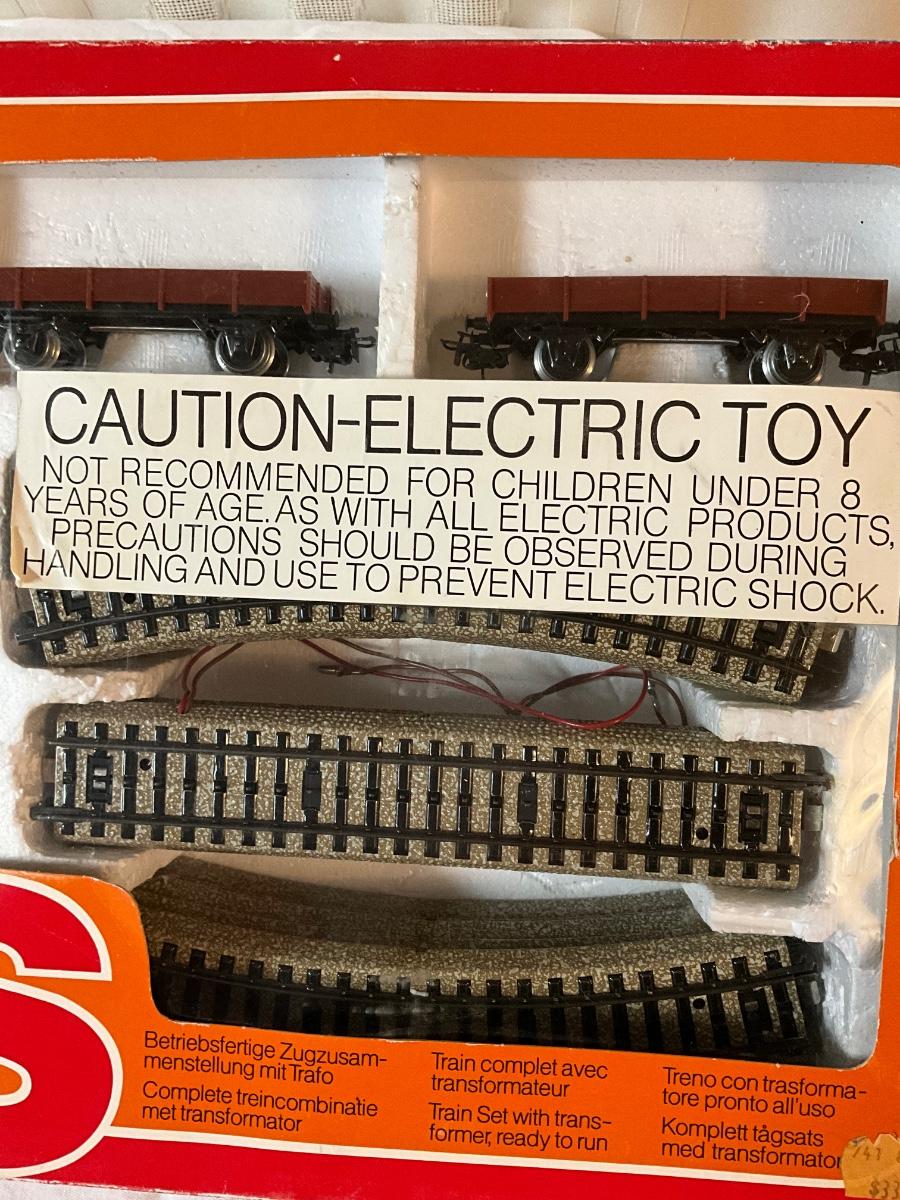 CAUTION-ELECTRIC TOY
NOT RECOMMENDED FOR CHILDREN UNDER 8
YEARS OF AGE. AS WITH ALL ELECTRIC PRODUCTS,
PRECAUTIONS SHOULD BE OBSERVED DURING
HANDLING AND USE TO PREVENT ELECTRIC SHOCK.
S
Betriebsfertige Zugzusam-
menstellung mit Trafo
Complete treincombinatie
met transformator
Train complet avec
transformateur
Train Set with trans-
former, ready to run
Treno con trasforma-
tore pronto all'uso
Komplett tågsats
med transformator
741
$33